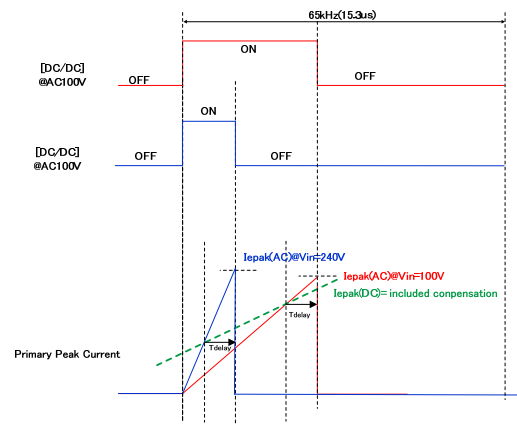 65kHz(15.3us)
ON
[DC/DC]
@AC100V
OFF
OFF
ON
[DC/DC]
@AC100V
OFF
OFF
Iepak(AC)@Vin=240V
Iepak(AC)@Vin=100V
Iepak(DC)= included conpensation
Tdelay
Tdelay
Primary Peak Current